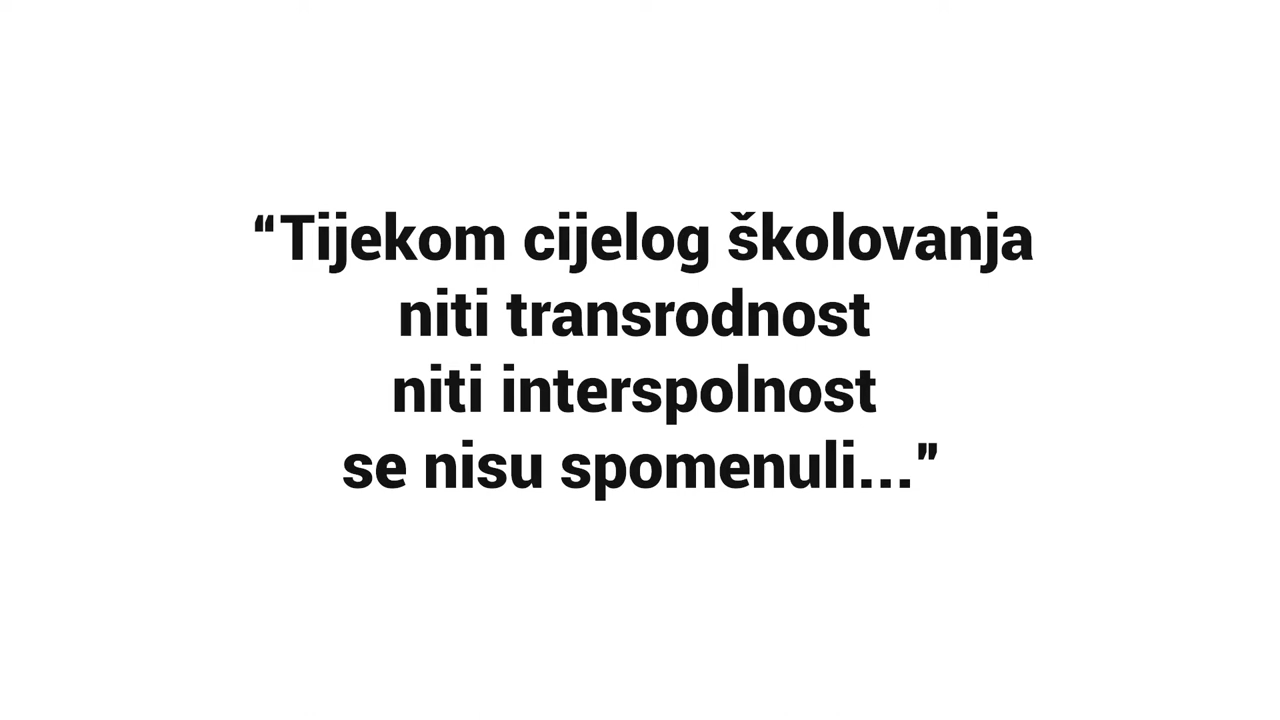 “Tijekom cijelog školovanja
niti transrodnost
niti interspolnost
se nisu spomenuli...”